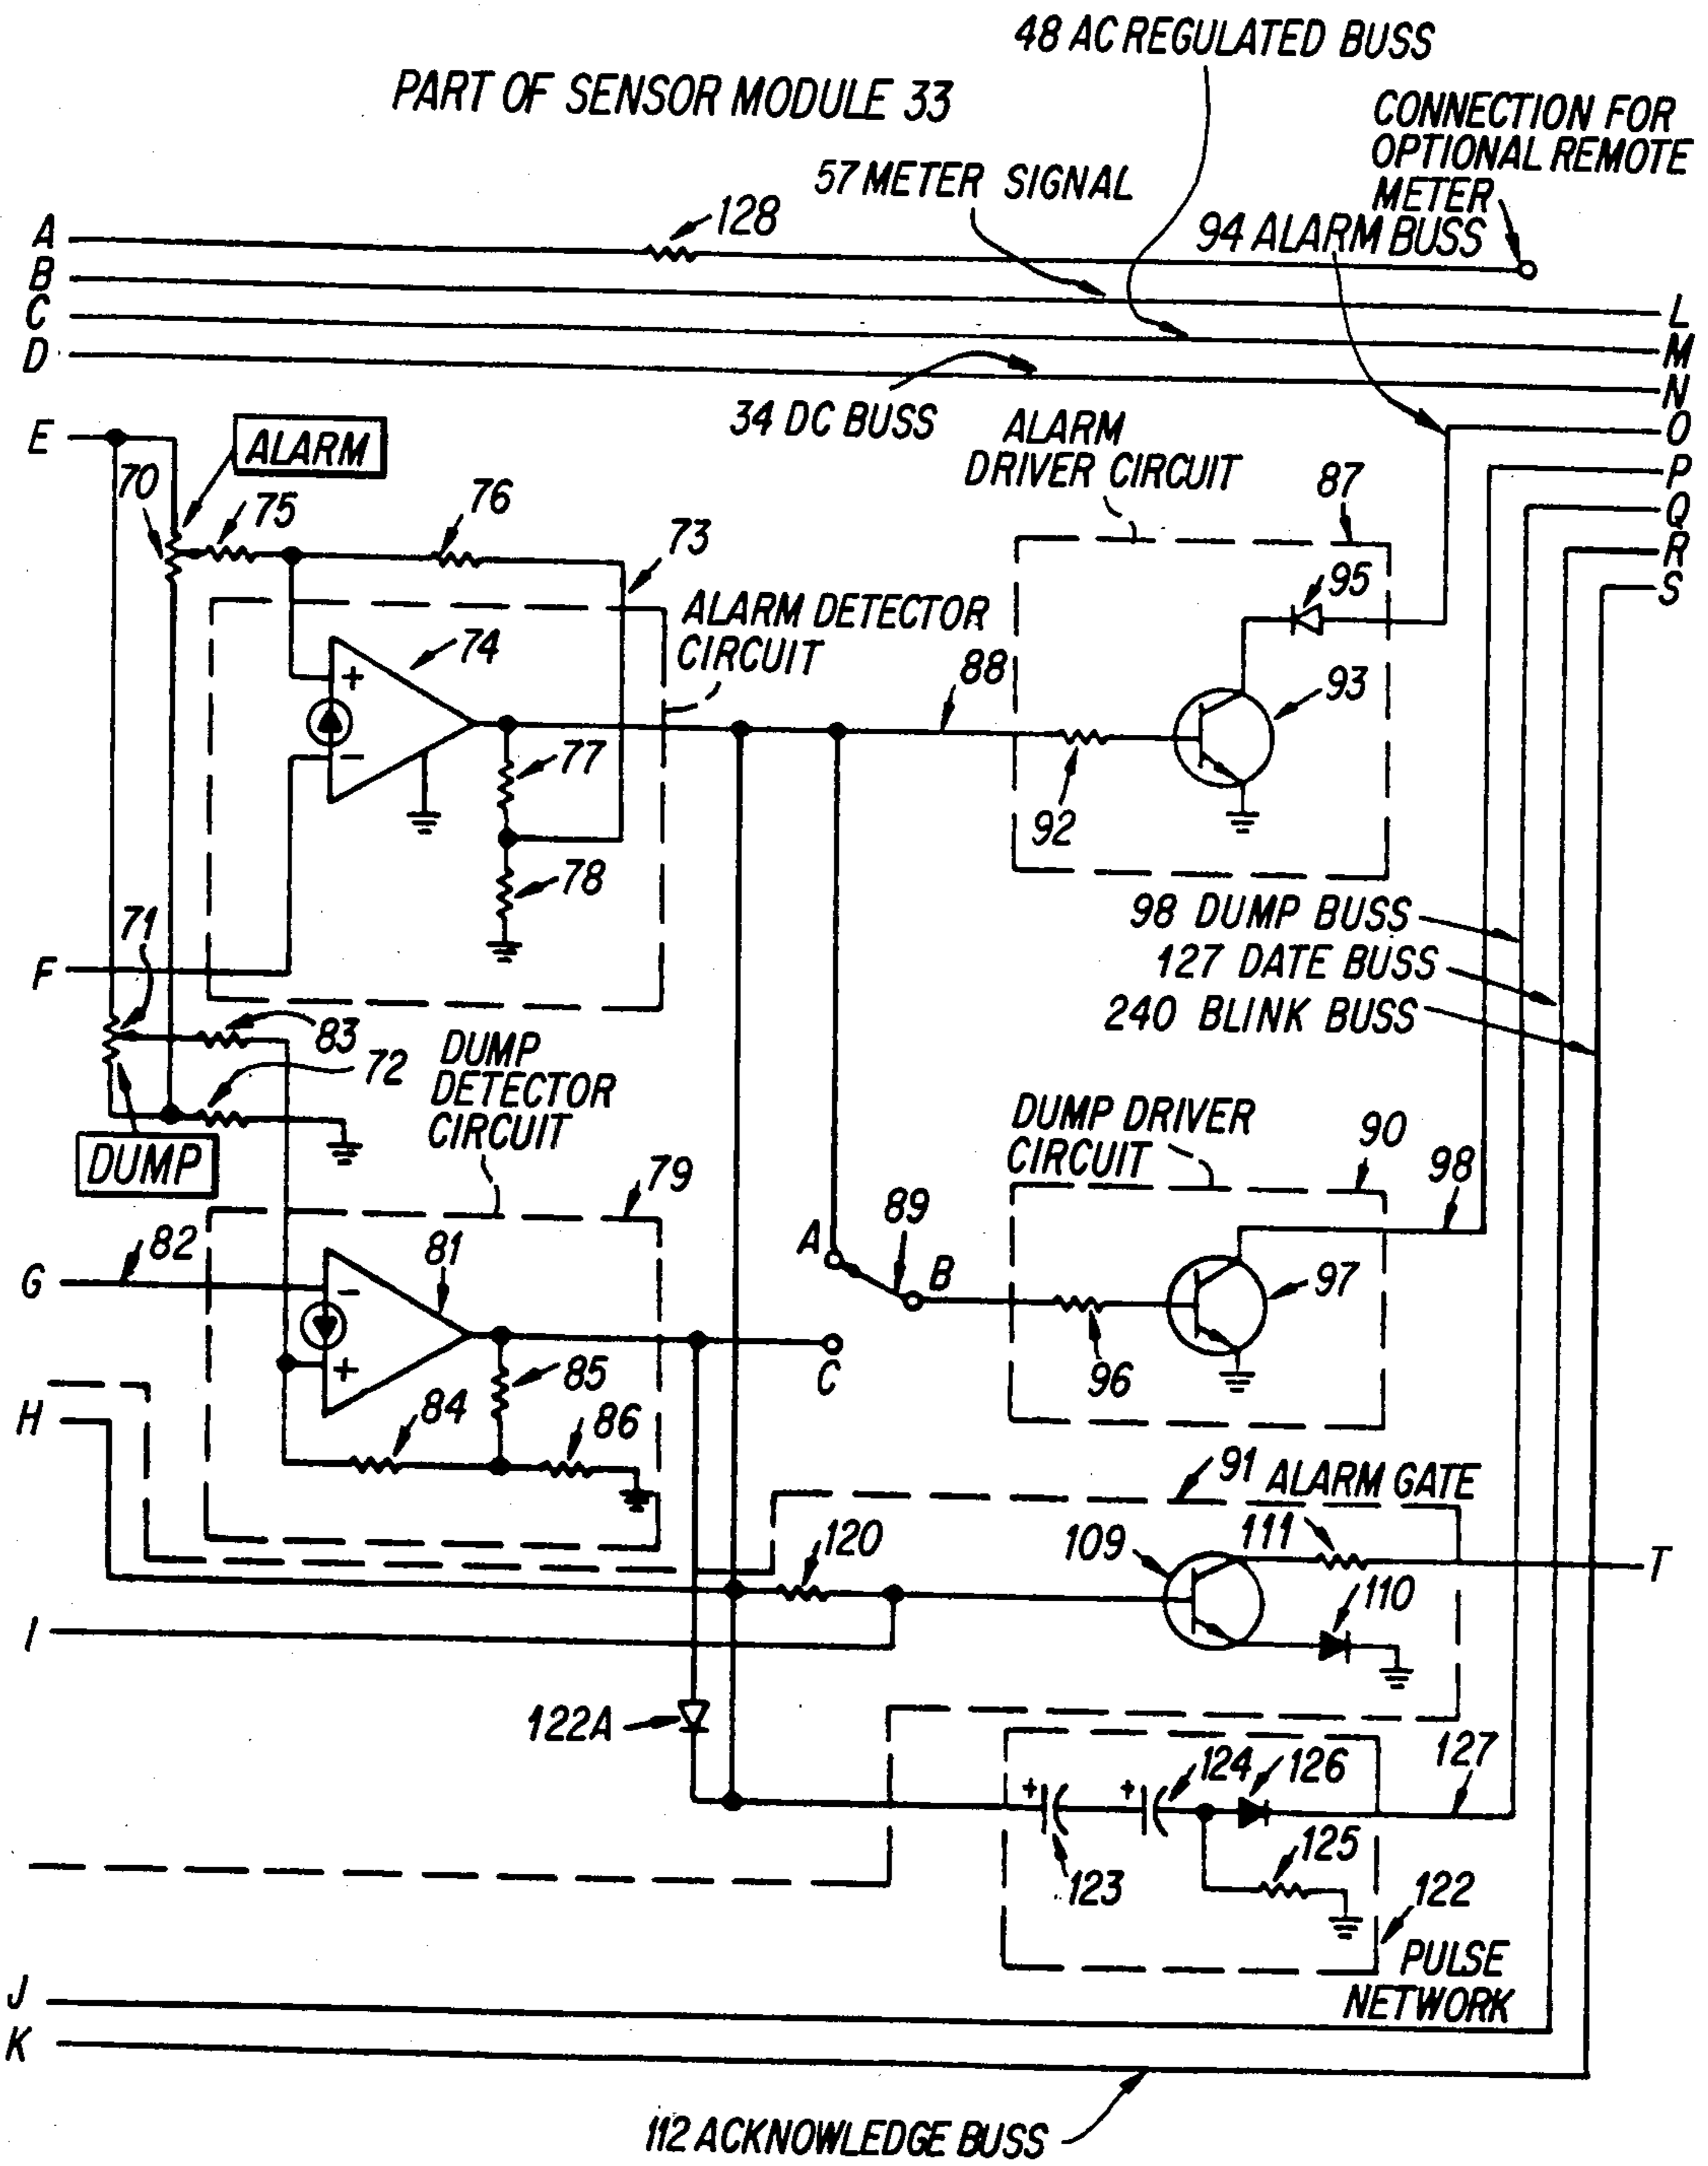 48 AC REGULATED BUSS
PART OF SENSOR MODULE 33
CONNECTION FOR
OPTIONAL REMOTE
METER
57 METER SIGNAL
128
94 ALARM BUSS
A
B
C
D
L
M
N
34 DC BUSS
ALARM
DRIVER CIRCUIT
O
P
Q
R
S
E
ALARM
70
75
76
73
87
95
ALARM DETECTOR
CIRCUIT
74
+
-
88
93
77
92
78
98 DUMP BUSS
127 DATE BUSS
240 BLINK BUSS
71
F
83
72
DUMP
DETECTOR
CIRCUIT
DUMP
DUMP DRIVER
CIRCUIT
90
98
79
89
A
B
C
G
82
81
-
+
97
85
96
84
86
H
91 ALARM GATE
120
109
111
T
110
I
122A
+
+
124
126
127
123
125
122
PULSE
NETWORK
J
K
112 ACKNOWLEDGE BUSS